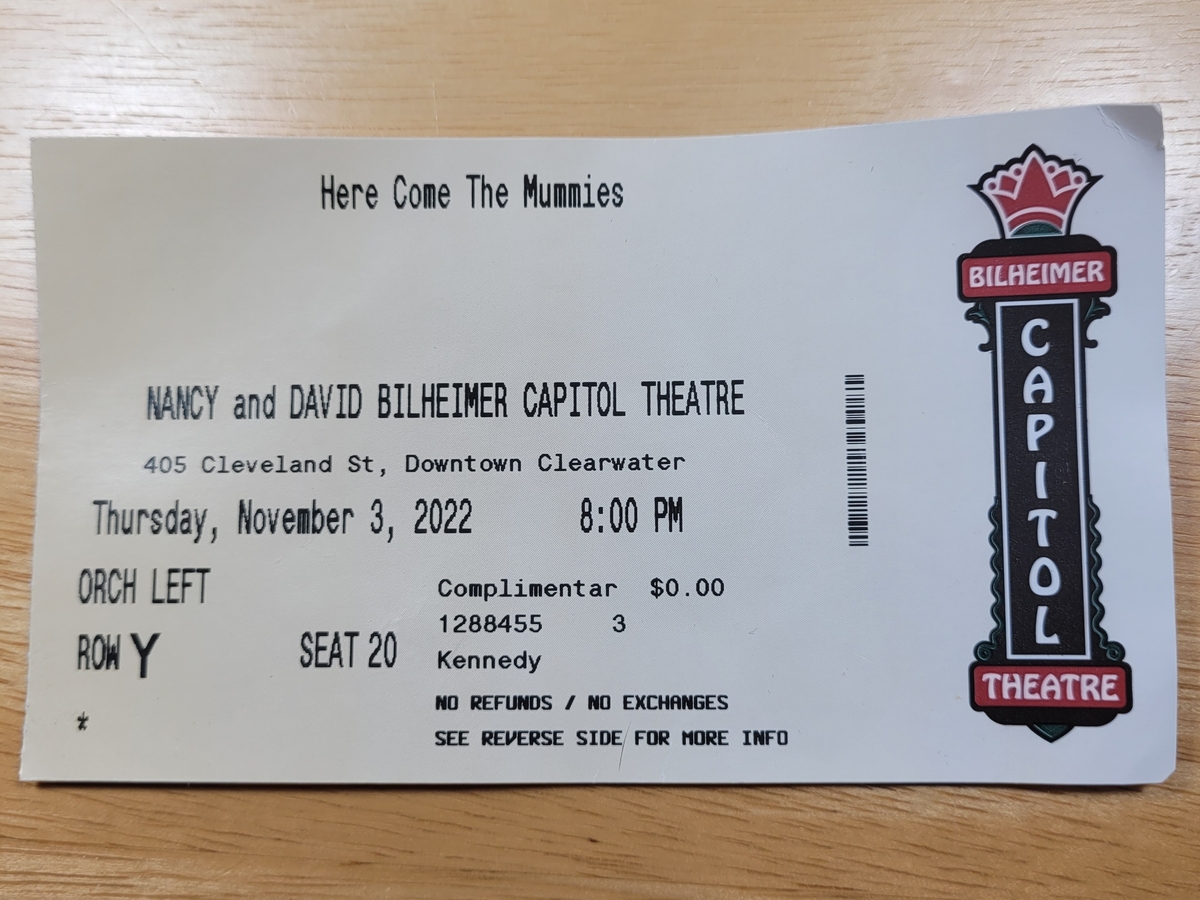 Here Come The Mummies
NANCY and DAVID BILHEIMER CAPITOL THEATRE
405 Cleveland St, Downtown Clearwater
Thursday, November 3, 2022 8:00 PM
ORCH LEFT
ROW Y SEAT 20
*
Complimentar $0.00
1288455 3
Kennedy
NO REFUNDS / NO EXCHANGES
SEE REVERSE SIDE FOR MORE INFO
BILHEIMER
CAPITOL
THEATRE